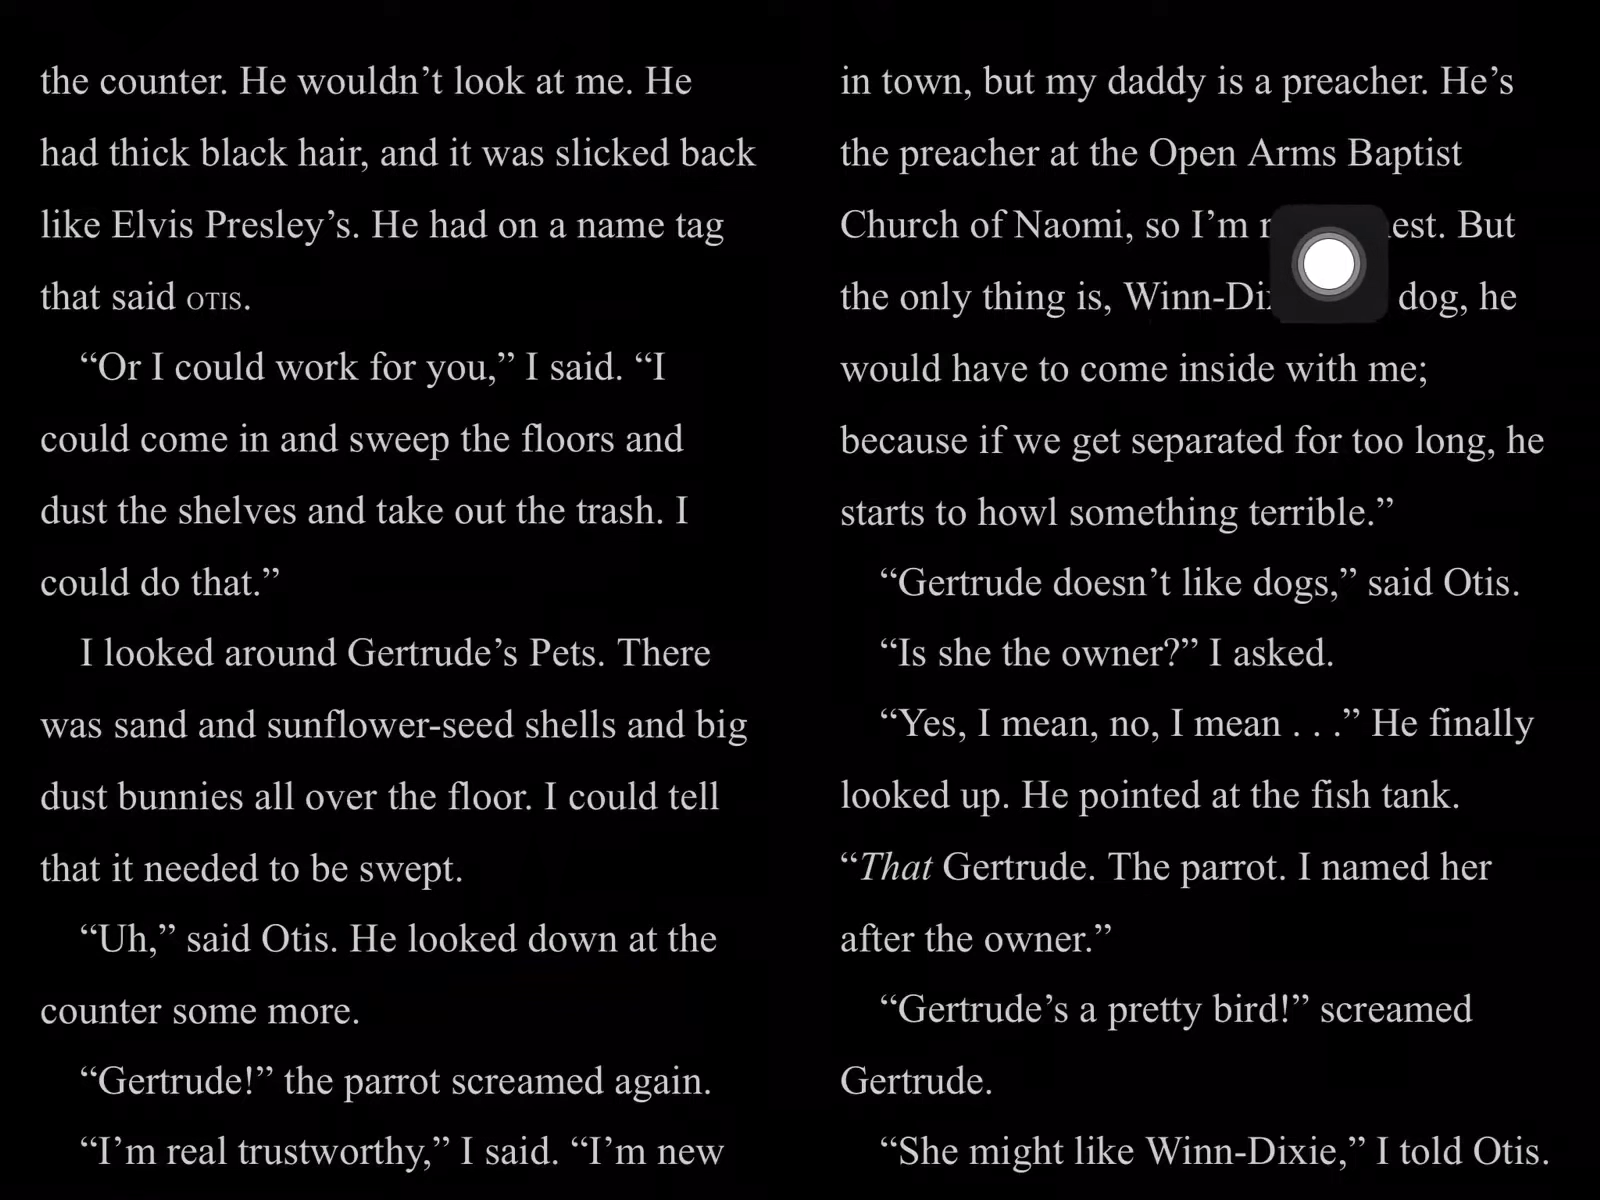 the counter. He wouldn’t look at me. He
had thick black hair, and it was slicked back
like Elvis Presley’s. He had on a name tag
that said OTIS.
“Or I could work for you,” I said. “I
could come in and sweep the floors and
dust the shelves and take out the trash. I
could do that.”
I looked around Gertrude’s Pets. There
was sand and sunflower-seed shells and big
dust bunnies all over the floor. I could tell
that it needed to be swept.
“Uh,” said Otis. He looked down at the
counter some more.
“Gertrude!” the parrot screamed again.
“I’m real trustworthy,” I said. “I’m new
in town, but my daddy is a preacher. He’s
the preacher at the Open Arms Baptist
Church of Naomi, so I’m But
the only thing is, dog, he
would have to come inside with me;
because if we get separated for too long, he
starts to howl something terrible.”
“Gertrude doesn’t like dogs,” said Otis.
“Is she the owner?” I asked.
“Yes, I mean, no, I mean . . .” He finally
looked up. He pointed at the fish tank.
“That Gertrude. The parrot. I named her
after the owner.”
“Gertrude’s a pretty bird!” screamed
Gertrude.
“She might like Winn-Dixie,” I told Otis.